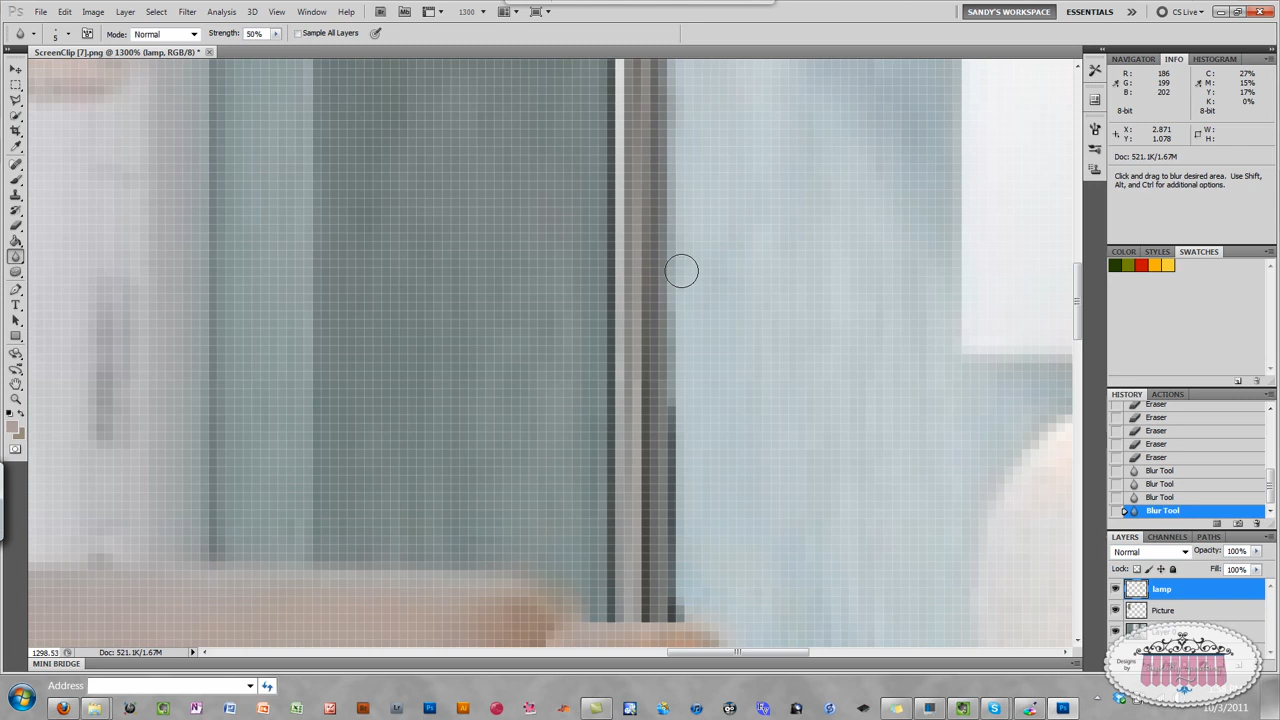 Ps
File Edit Image Layer Select Filter Analysis 3D View Window Help
Br Mb 1300
SANDY'S WORKSPACE ESSENTIALS CS Live
5 Mode: Normal Strength: 50% Sample All Layers
ScreenClip [7].png @ 1300% (lamp, RGB/8) *
NAVIGATOR INFO HISTOGRAM
R: 186 C: 27%
G: 199 M: 15%
B: 202 Y: 17%
K: 0%
8-bit 8-bit
X: 2.871 W:
Y: 1.078 H:
Doc: 521.1K/1.67M
Click and drag to blur desired area. Use Shift,
Alt, and Ctrl for additional options.
COLOR STYLES SWATCHES
HISTORY ACTIONS
Eraser
Eraser
Eraser
Eraser
Eraser
Blur Tool
Blur Tool
Blur Tool
Blur Tool
LAYERS CHANNELS PATHS
Normal Opacity: 100%
Lock: Fill: 100%
lamp
Picture
Designs
by
1298.53 Doc: 521.1K/1.67M
MINI BRIDGE
Address
10/3/2011